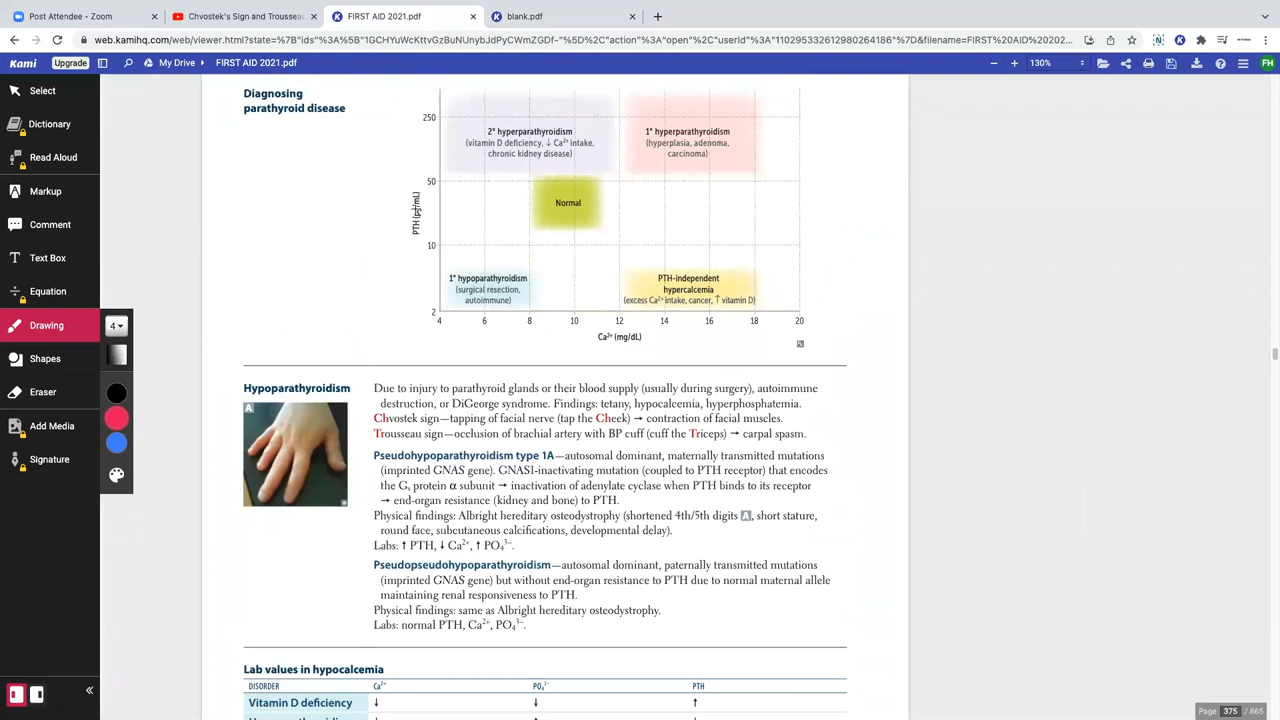 Post Attendee - Zoom
Chvostek's Sign and Trousseau
FIRST AID 2021.pdf
blank.pdf
web.kamihq.com/web/viewer.html?state=%7B"ids"%3A%5B"1GCHYuWcKttvGzBuNUnybJdPyCWmZGDf-"%5D%2C"action"%3A"open"%2C"userId"%3A"110295332612980264186"%7D&filename=FIRST%20AID%20202...
Kami
Upgrade
My Drive
FIRST AID 2021.pdf
130%
FH
Select
Dictionary
Read Aloud
Markup
Comment
Text Box
Equation
Drawing
Shapes
Eraser
Add Media
Signature
4
Diagnosing
parathyroid disease
250
50
10
2
PTH (pg/mL)
2° hyperparathyroidism
(vitamin D deficiency, ↓ Ca²⁺ intake,
chronic kidney disease)
1° hyperparathyroidism
(hyperplasia, adenoma,
carcinoma)
Normal
1° hypoparathyroidism
(surgical resection,
autoimmune)
PTH-independent
hypercalcemia
(excess Ca²⁺ intake, cancer, ↑ vitamin D)
4 6 8 10 12 14 16 18 20
Ca²⁺ (mg/dL)
Hypoparathyroidism
A
Due to injury to parathyroid glands or their blood supply (usually during surgery), autoimmune
destruction, or DiGeorge syndrome. Findings: tetany, hypocalcemia, hyperphosphatemia.
Chvostek sign—tapping of facial nerve (tap the Cheek) → contraction of facial muscles.
Trousseau sign—occlusion of brachial artery with BP cuff (cuff the Triceps) → carpal spasm.
Pseudohypoparathyroidism type 1A—autosomal dominant, maternally transmitted mutations
(imprinted GNAS gene). GNAS1-inactivating mutation (coupled to PTH receptor) that encodes
the Gₛ protein α subunit → inactivation of adenylate cyclase when PTH binds to its receptor
→ end-organ resistance (kidney and bone) to PTH.
Physical findings: Albright hereditary osteodystrophy (shortened 4th/5th digits A, short stature,
round face, subcutaneous calcifications, developmental delay).
Labs: ↑ PTH, ↓ Ca²⁺, ↑ PO₄³⁻.
Pseudopseudohypoparathyroidism—autosomal dominant, paternally transmitted mutations
(imprinted GNAS gene) but without end-organ resistance to PTH due to normal maternal allele
maintaining renal responsiveness to PTH.
Physical findings: same as Albright hereditary osteodystrophy.
Labs: normal PTH, Ca²⁺, PO₄³⁻.
Lab values in hypocalcemia
DISORDER Ca²⁺ PO₄³⁻ PTH
Vitamin D deficiency ↓ ↓ ↑
Page 375 / 865